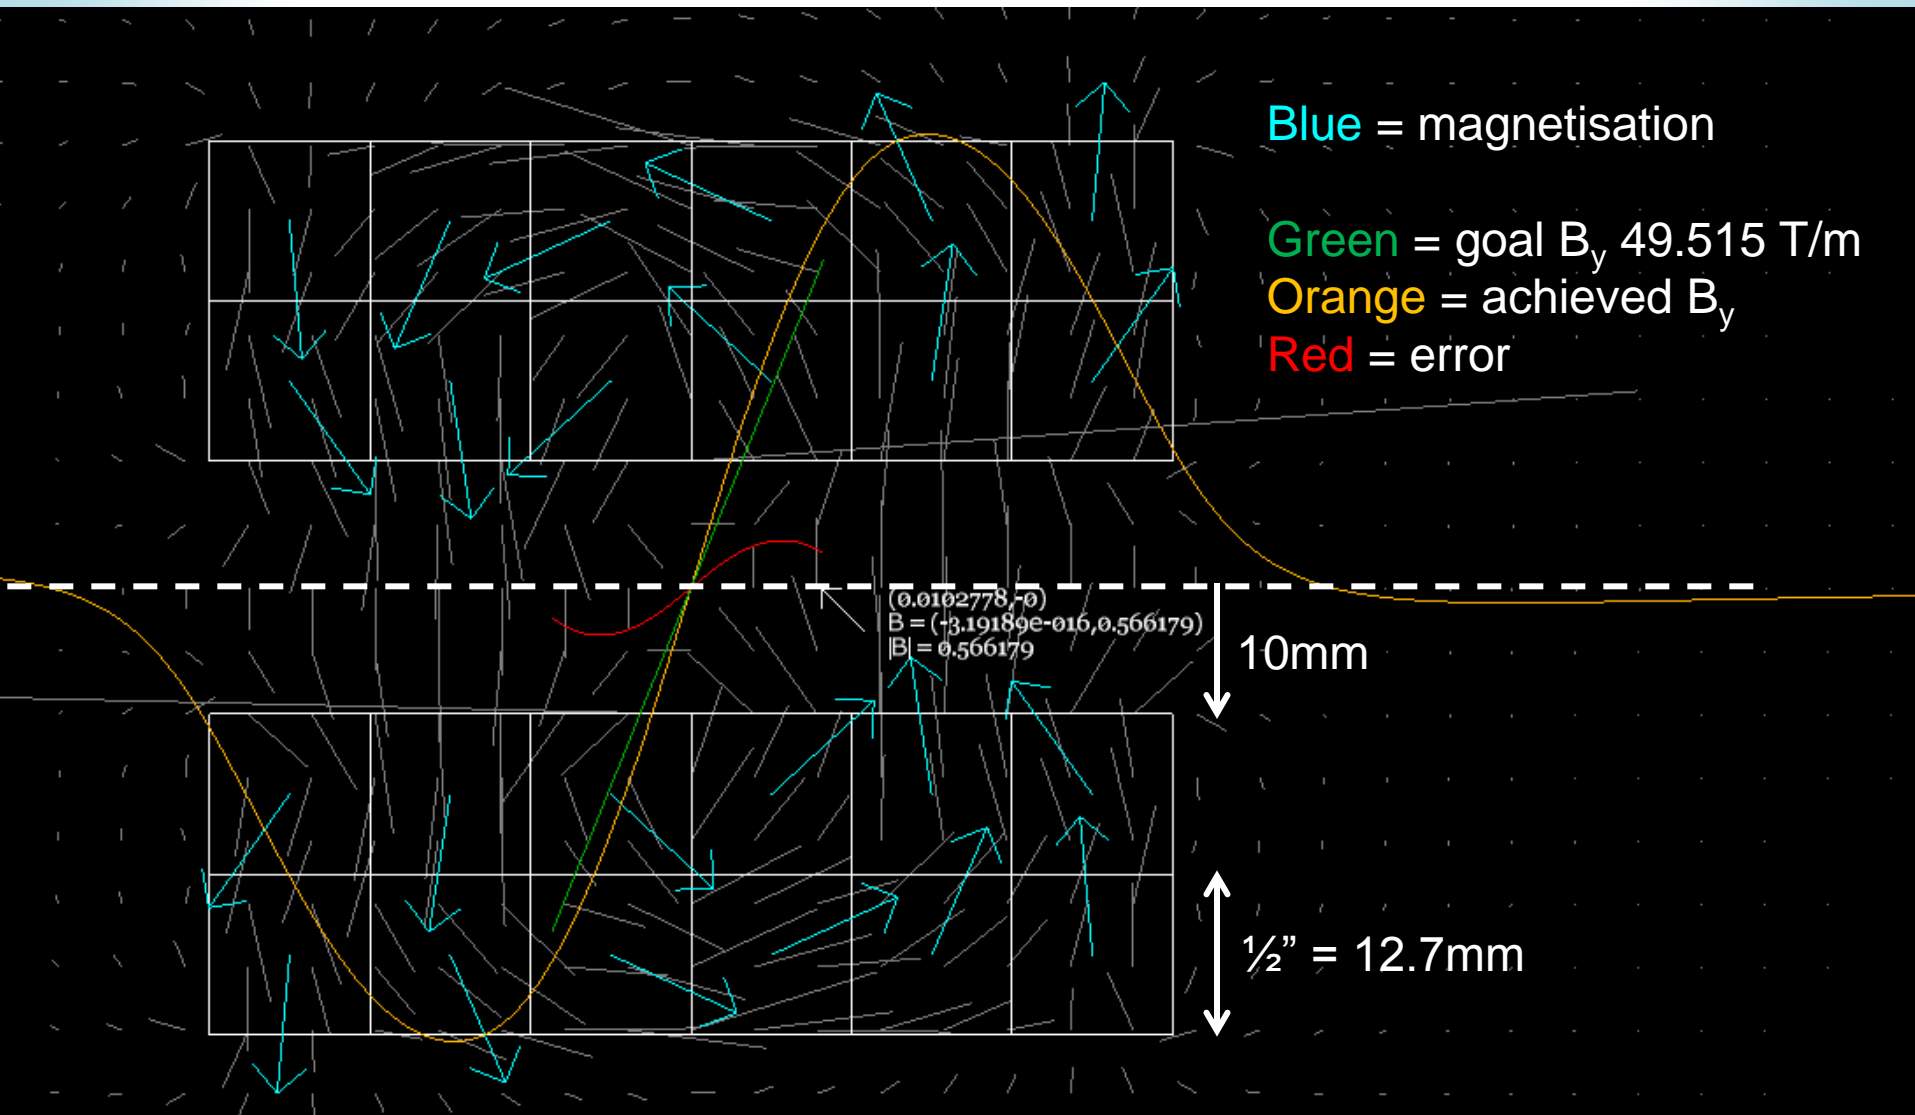 Blue = magnetisation
Green = goal By 49.515 T/m
Orange = achieved By
Red = error
(0.0102778,-0)
B = (-3.19189e-016,0.566179)
|B| = 0.566179
10mm
½” = 12.7mm